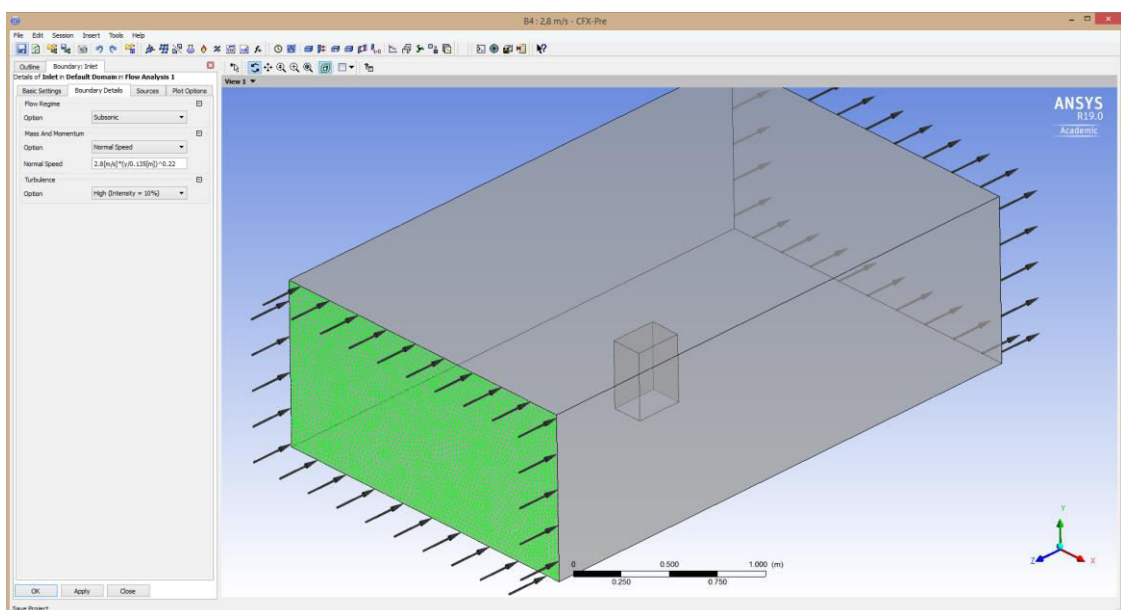 B4 : 2,8 m/s - CFX-Pre
File Edit Session Insert Tools Help
Outline Boundary: Inlet
Details of Inlet in Default Domain in Flow Analysis 1
Basic Settings Boundary Details Sources Plot Options
Flow Regime
Option Subsonic
Mass And Momentum
Option Normal Speed
Normal Speed 2.8[m/s]*(y/0.135[m])^0.22
Turbulence
Option High (Intensity = 10%)
OK Apply Close
Save Project
View 1
ANSYS
R19.0
Academic
0 0.500 1.000 (m)
0.250 0.750
Y
Z X